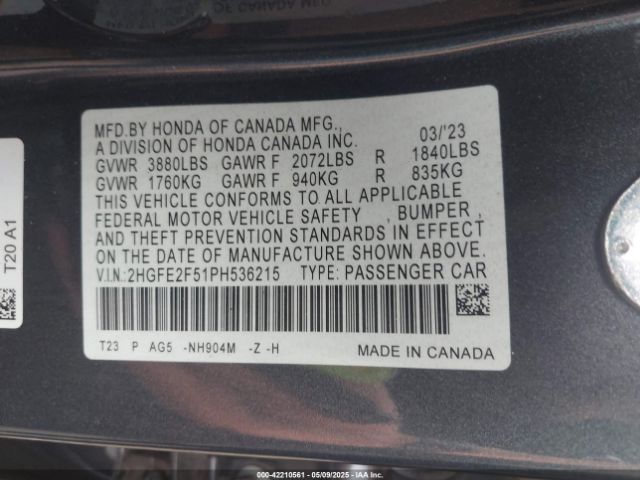 OF CANADA MFG
MFD.BY HONDA OF CANADA MFG., 03/'23
A DIVISION OF HONDA CANADA INC.
GVWR 3880LBS GAWR F 2072LBS R 1840LBS
GVWR 1760KG GAWR F 940KG R 835KG
THIS VEHICLE CONFORMS TO ALL APPLICABLE
FEDERAL MOTOR VEHICLE SAFETY , BUMPER ,
AND THEFT PREVENTION STANDARDS IN EFFECT
ON THE DATE OF MANUFACTURE SHOWN ABOVE.
V.I.N: 2HGFE2F51PH536215 TYPE: PASSENGER CAR
T23 P AG5 -NH904M -Z -H MADE IN CANADA
T20 A1
000-42210561 - 05/09/2025 - IAA Inc.